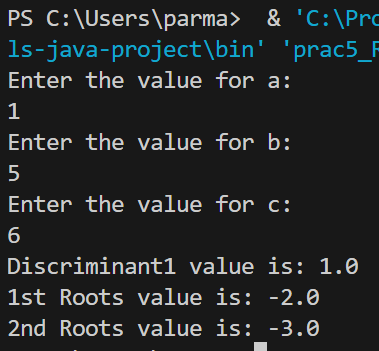 PS C:\Users\parma>  & 'C:\Pro
ls-java-project\bin' 'prac5_R
Enter the value for a:
1
Enter the value for b:
5
Enter the value for c:
6
Discriminant1 value is: 1.0
1st Roots value is: -2.0
2nd Roots value is: -3.0